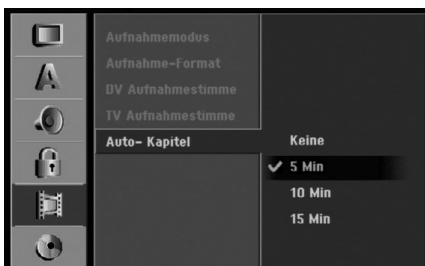 Aufnahmemodus
Aufnahme-Format
DV Aufnahmestimme
TV Aufnahmestimme
Auto- Kapitel
Keine
5 Min
10 Min
15 Min